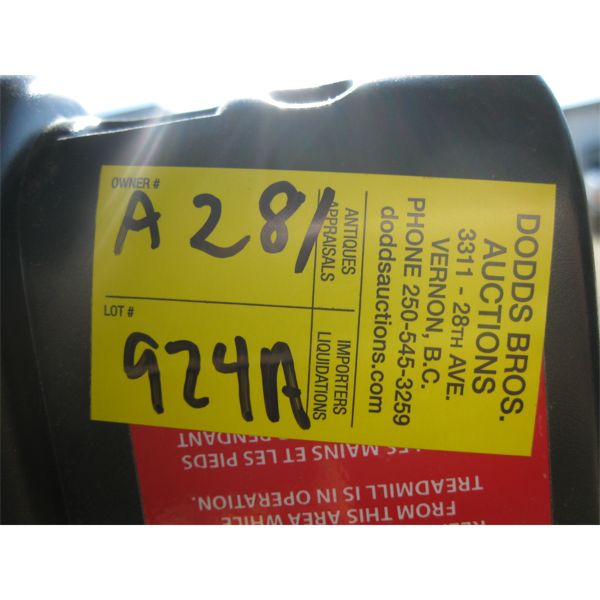 OWNER #
A 281
LOT #
924A
ANTIQUES
APPRAISALS
IMPORTERS
LIQUIDATIONS
DODDS BROS.
AUCTIONS
3311 - 28TH AVE.
VERNON, B.C.
PHONE 250-545-3259
doddsauctions.com
FROM THIS AREA WHILE
TREADMILL IS IN OPERATION.
LES MAINS ET LES PIEDS
PENDANT